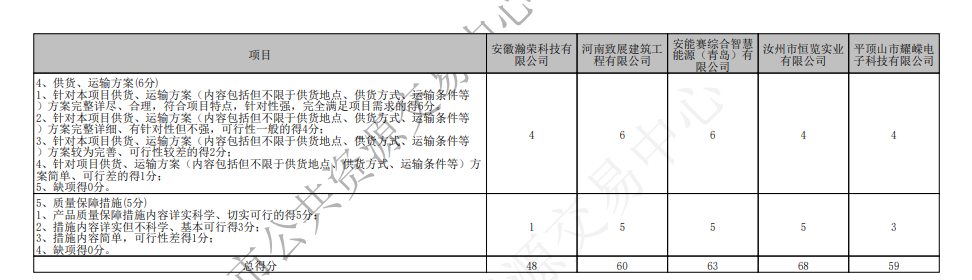 项目
安徽瀚荣科技有
限公司
河南致展建筑工
程有限公司
安能赛综合智慧
能源（青岛）有
限公司
汝州市恒览实业
有限公司
平顶山市耀嵘电
子科技有限公司
4、供货、运输方案(6分)
1、针对本项目供货、运输方案（内容包括但不限于供货地点、供货方式、运输条件等
）方案完整详尽、合理，符合项目特点，针对性强，完全满足项目需求的得6分；
2、针对本项目供货、运输方案（内容包括但不限于供货地点、供货方式、运输条件等
）方案完整详细、有针对性但不强，可行性一般的得4分；
3、针对本项目供货、运输方案（内容包括但不限于供货地点、供货方式、运输条件等
）方案较为完善、可行性较差的得2分；
4、针对项目供货、运输方案（内容包括但不限于供货地点、供货方式、运输条件等）方
案简单、可行差的得1分；
5、缺项得0分。
4
6
6
4
4
5、质量保障措施(5分)
1、产品质量保障措施内容详实科学、切实可行的得5分；
2、措施内容详实但不科学、基本可行得3分；
3、措施内容简单，可行性差得1分；
4、缺项得0分。
1
5
5
5
3
总得分
48
60
63
68
59
市公共资源交易中心
源交易中心